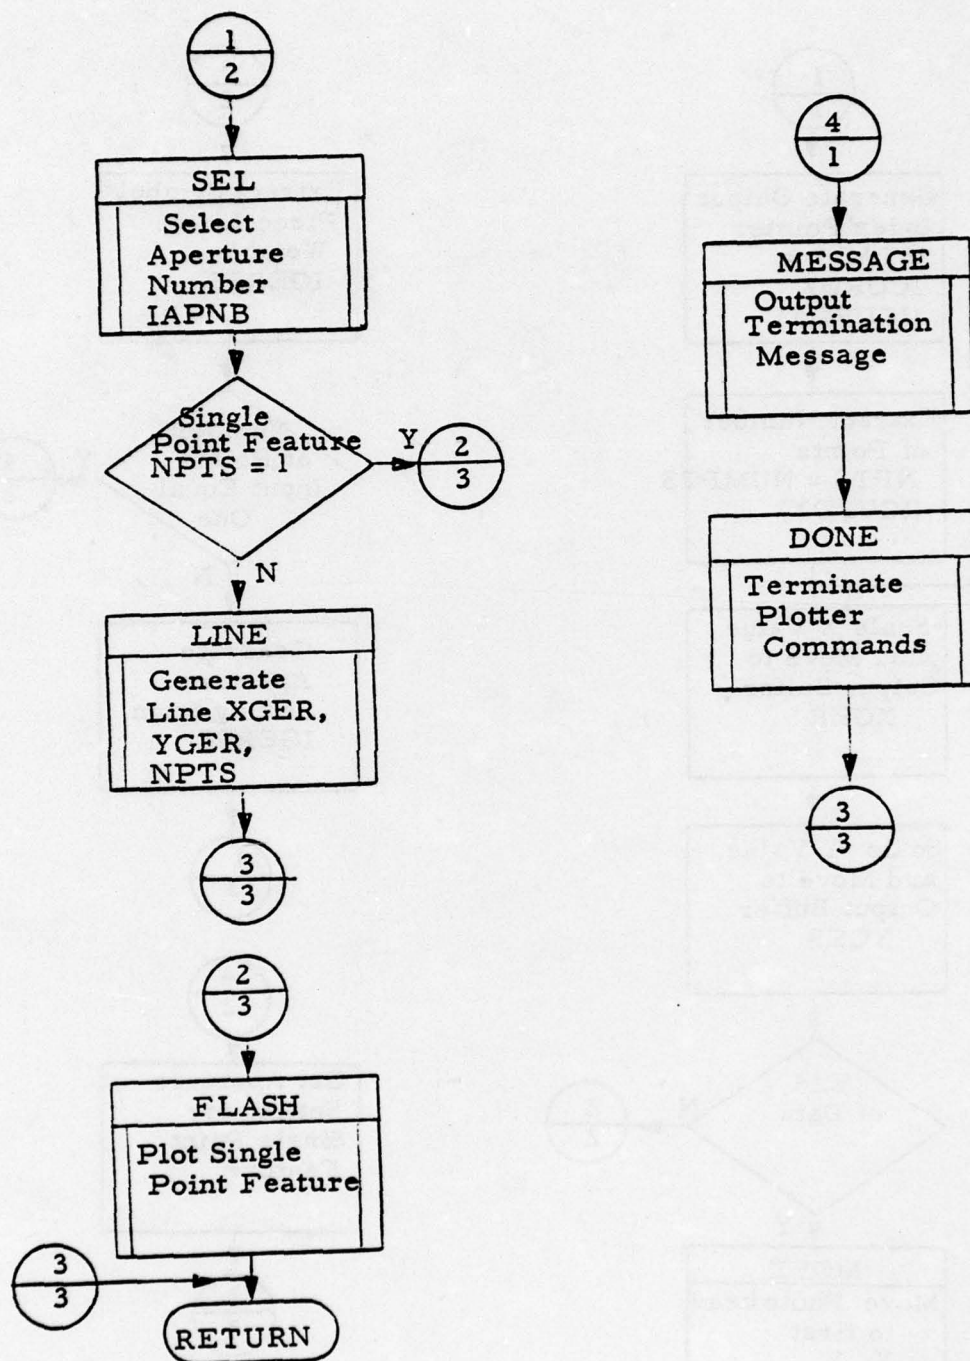 1
2
SEL
Select
Aperture
Number
IAPNB
Single
Point Feature
NPTS = 1
Y
2
3
N
LINE
Generate
Line XGER,
YGER,
NPTS
3
3
2
3
FLASH
Plot Single
Point Feature
3
3
RETURN
4
1
MESSAGE
Output
Termination
Message
DONE
Terminate
Plotter
Commands
3
3